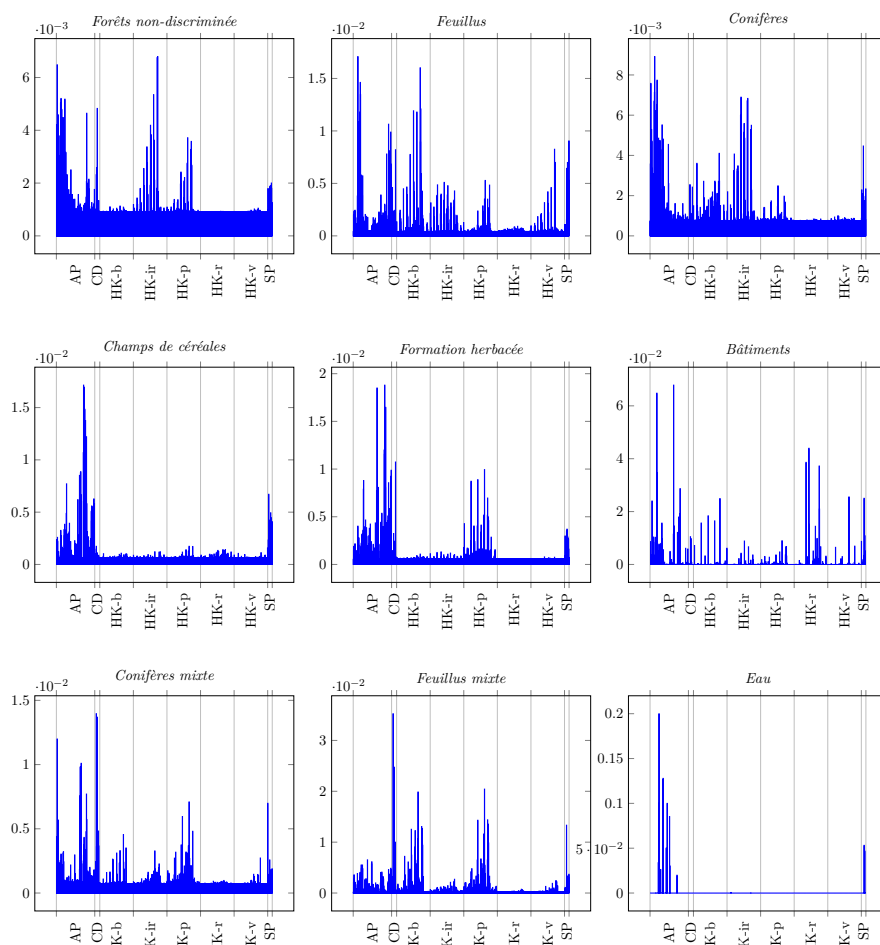 Forêts non-discriminée
·10⁻³
6
4
2
0
AP CD HK-b HK-ir HK-p HK-r HK-v SP
Feuillus
·10⁻²
1.5
1
0.5
0
AP CD HK-b HK-ir HK-p HK-r HK-v SP
Conifères
·10⁻³
8
6
4
2
0
AP CD HK-b HK-ir HK-p HK-r HK-v SP
Champs de céréales
·10⁻²
1.5
1
0.5
0
AP CD HK-b HK-ir HK-p HK-r HK-v SP
Formation herbacée
·10⁻²
2
1.5
1
0.5
0
AP CD HK-b HK-ir HK-p HK-r HK-v SP
Bâtiments
·10⁻²
6
4
2
0
AP CD HK-b HK-ir HK-p HK-r HK-v SP
Conifères mixte
·10⁻²
1.5
1
0.5
0
AP CD K-b K-ir K-p K-r K-v SP
Feuillus mixte
·10⁻²
3
2
1
0
AP CD K-b K-ir K-p K-r K-v SP
Eau
0.2
0.15
0.1
5 · 10⁻²
0
AP CD K-b K-ir K-p K-r K-v SP